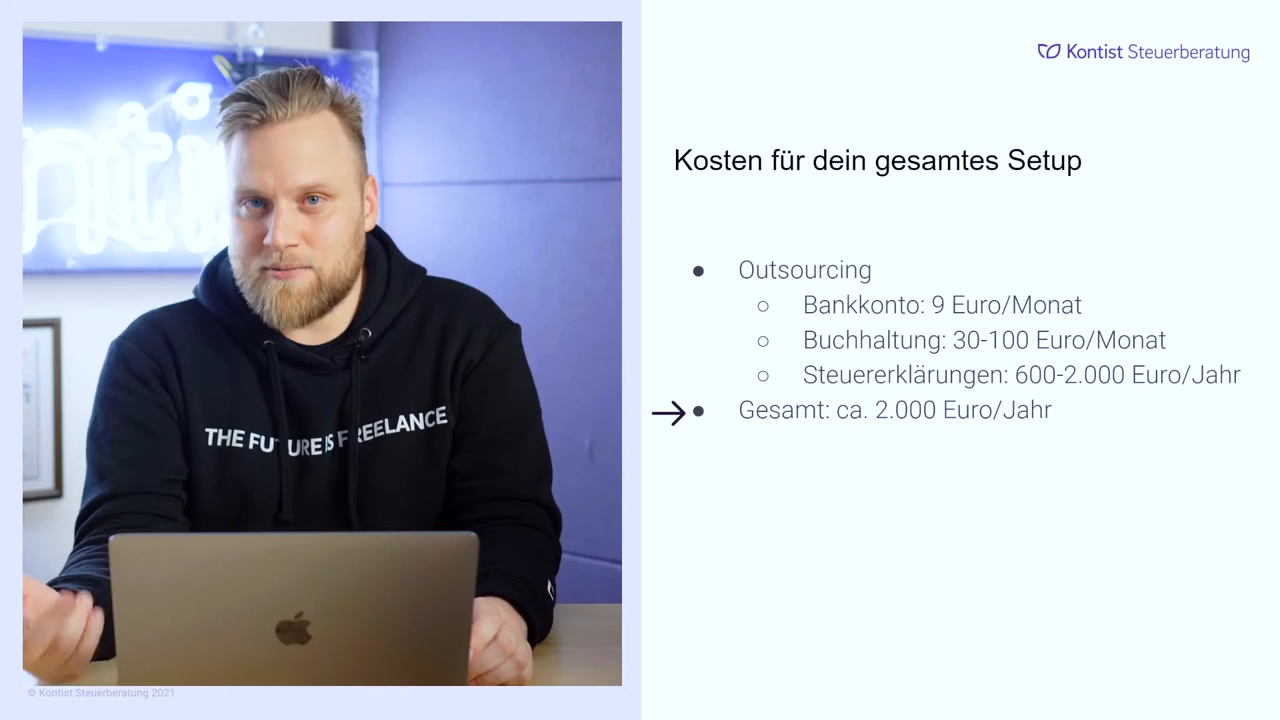 Kontist Steuerberatung
Kosten für dein gesamtes Setup
● Outsourcing
○ Bankkonto: 9 Euro/Monat
○ Buchhaltung: 30-100 Euro/Monat
○ Steuererklärungen: 600-2.000 Euro/Jahr
→ ● Gesamt: ca. 2.000 Euro/Jahr
THE FUTURE IS FREELANCE
© Kontist Steuerberatung 2021